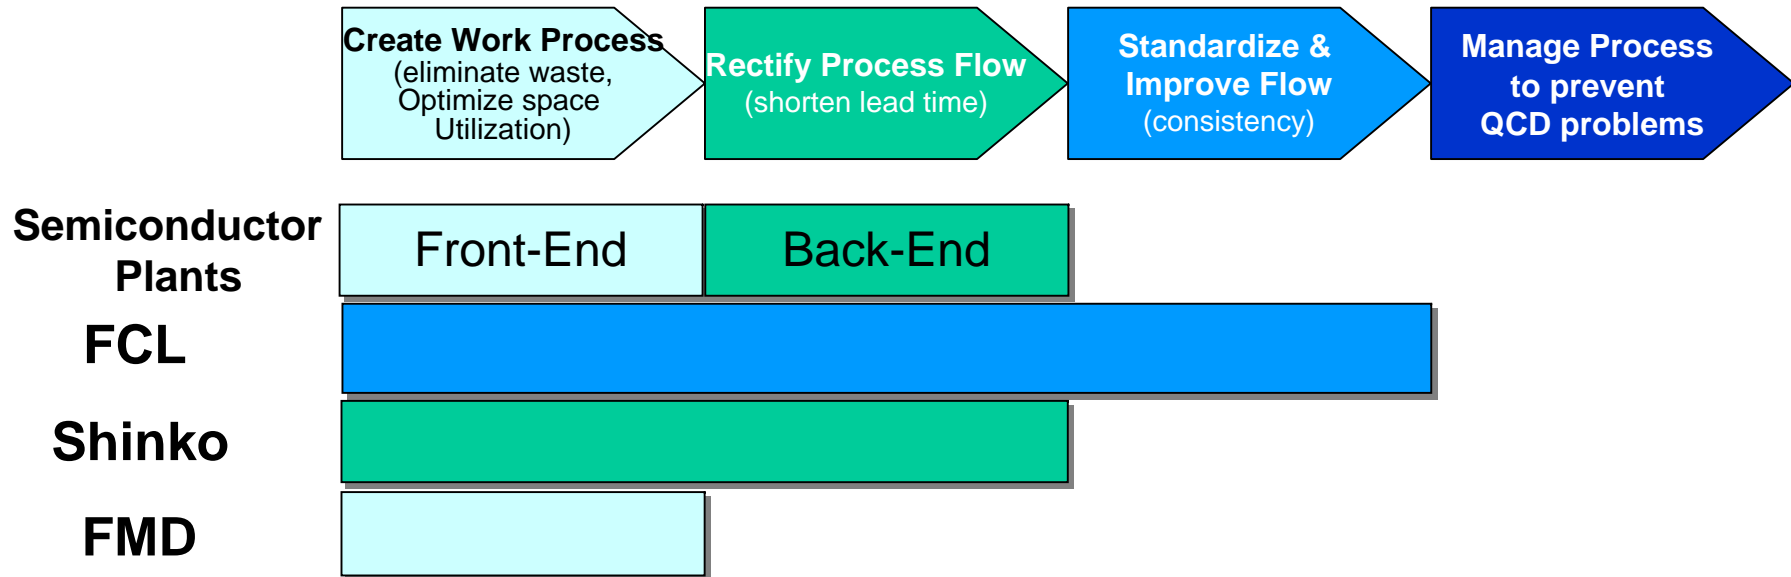 Create Work Process
(eliminate waste,
Optimize space
Utilization)
Rectify Process Flow
(shorten lead time)
Standardize &
Improve Flow
(consistency)
Manage Process
to prevent
QCD problems
Semiconductor
Plants
Front-End
Back-End
FCL
Shinko
FMD